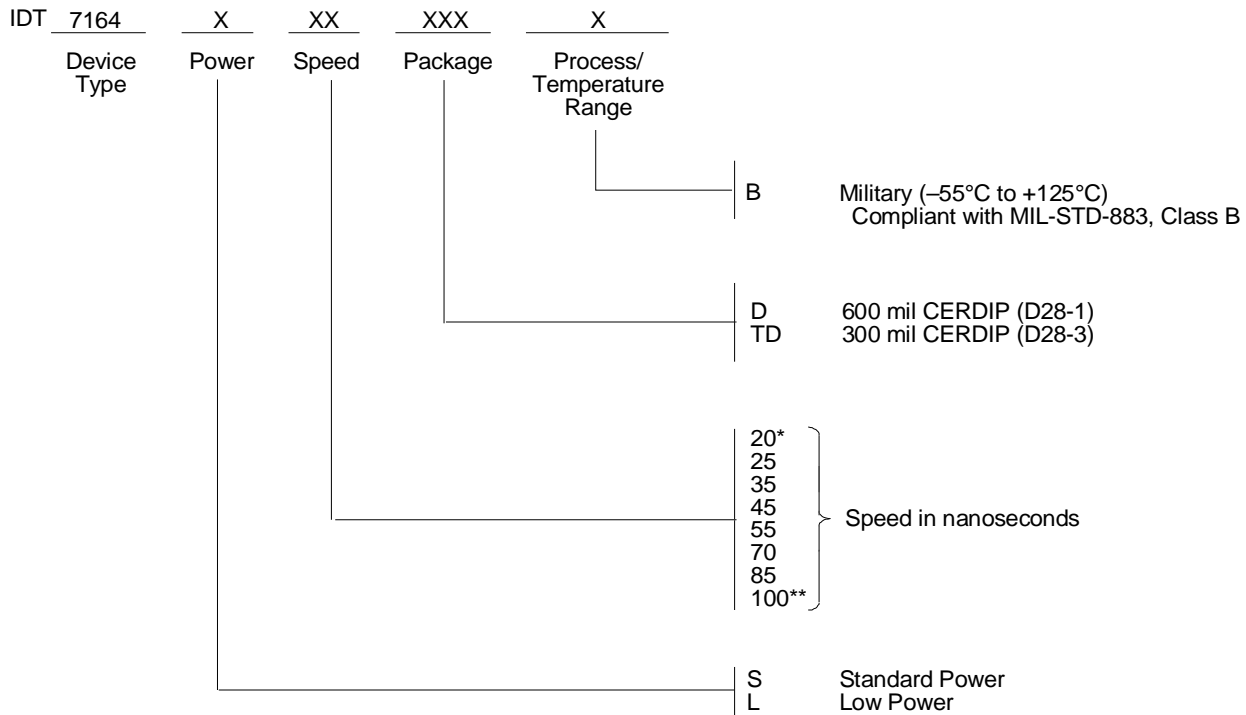 IDT 7164 X XX XXX X
Device Type
Power
Speed
Package
Process/
Temperature
Range
B Military (–55°C to +125°C)
Compliant with MIL-STD-883, Class B
D 600 mil CERDIP (D28-1)
TD 300 mil CERDIP (D28-3)
20*
25
35
45
55
70
85
100**
Speed in nanoseconds
S Standard Power
L Low Power